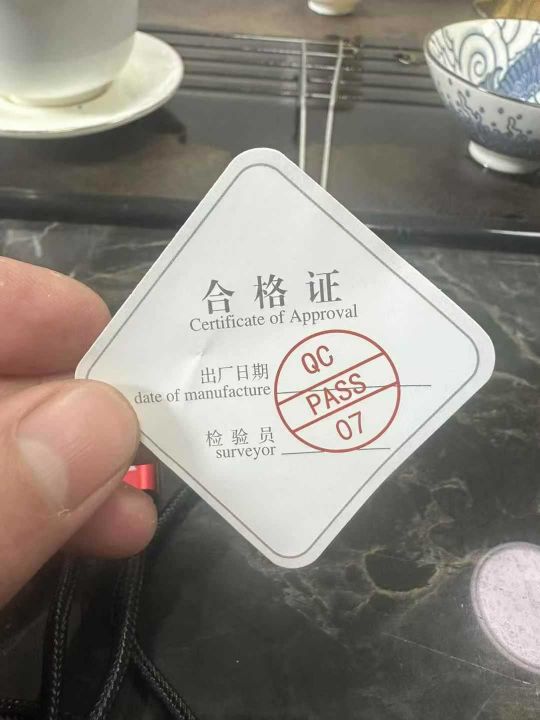 合格证
Certificate of Approval
出厂日期
date of manufacture
检验员
surveyor
QC
PASS
07